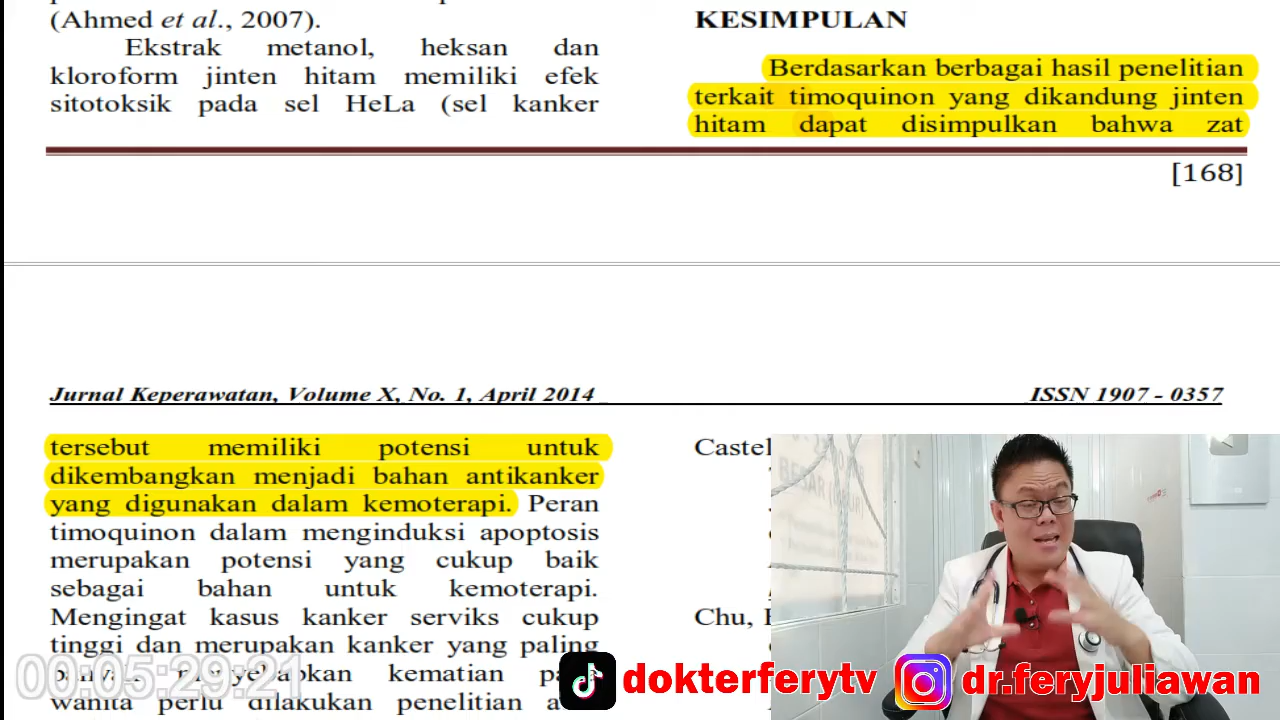 (Ahmed et al., 2007).
Ekstrak metanol, heksan dan
kloroform jinten hitam memiliki efek
sitotoksik pada sel HeLa (sel kanker
KESIMPULAN
Berdasarkan berbagai hasil penelitian
terkait timoquinon yang dikandung jinten
hitam dapat disimpulkan bahwa zat
[168]
Jurnal Keperawatan, Volume X, No. 1, April 2014
ISSN 1907 - 0357
tersebut memiliki potensi untuk
dikembangkan menjadi bahan antikanker
yang digunakan dalam kemoterapi. Peran
timoquinon dalam menginduksi apoptosis
merupakan potensi yang cukup baik
sebagai bahan untuk kemoterapi.
Mengingat kasus kanker serviks cukup
tinggi dan merupakan kanker yang paling
kematian
wanita perlu dilakukan penelitian
Castel
Chu,
00:05:29:21
dokterferytv
dr.feryjuliawan